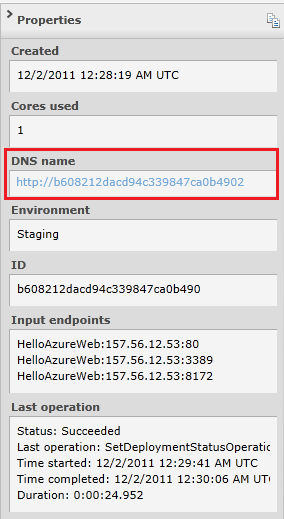 Properties
Created
12/2/2011 12:28:19 AM UTC
Cores used
1
DNS name
http://b608212dacd94c339847ca0b4902
Environment
Staging
ID
b608212dacd94c339847ca0b490
Input endpoints
HelloAzureWeb:157.56.12.53:80
HelloAzureWeb:157.56.12.53:3389
HelloAzureWeb:157.56.12.53:8172
Last operation
Status: Succeeded
Last operation: SetDeploymentStatusOperatio
Time started: 12/2/2011 12:29:41 AM UTC
Time completed: 12/2/2011 12:30:06 AM UTC
Duration: 0:00:24.952